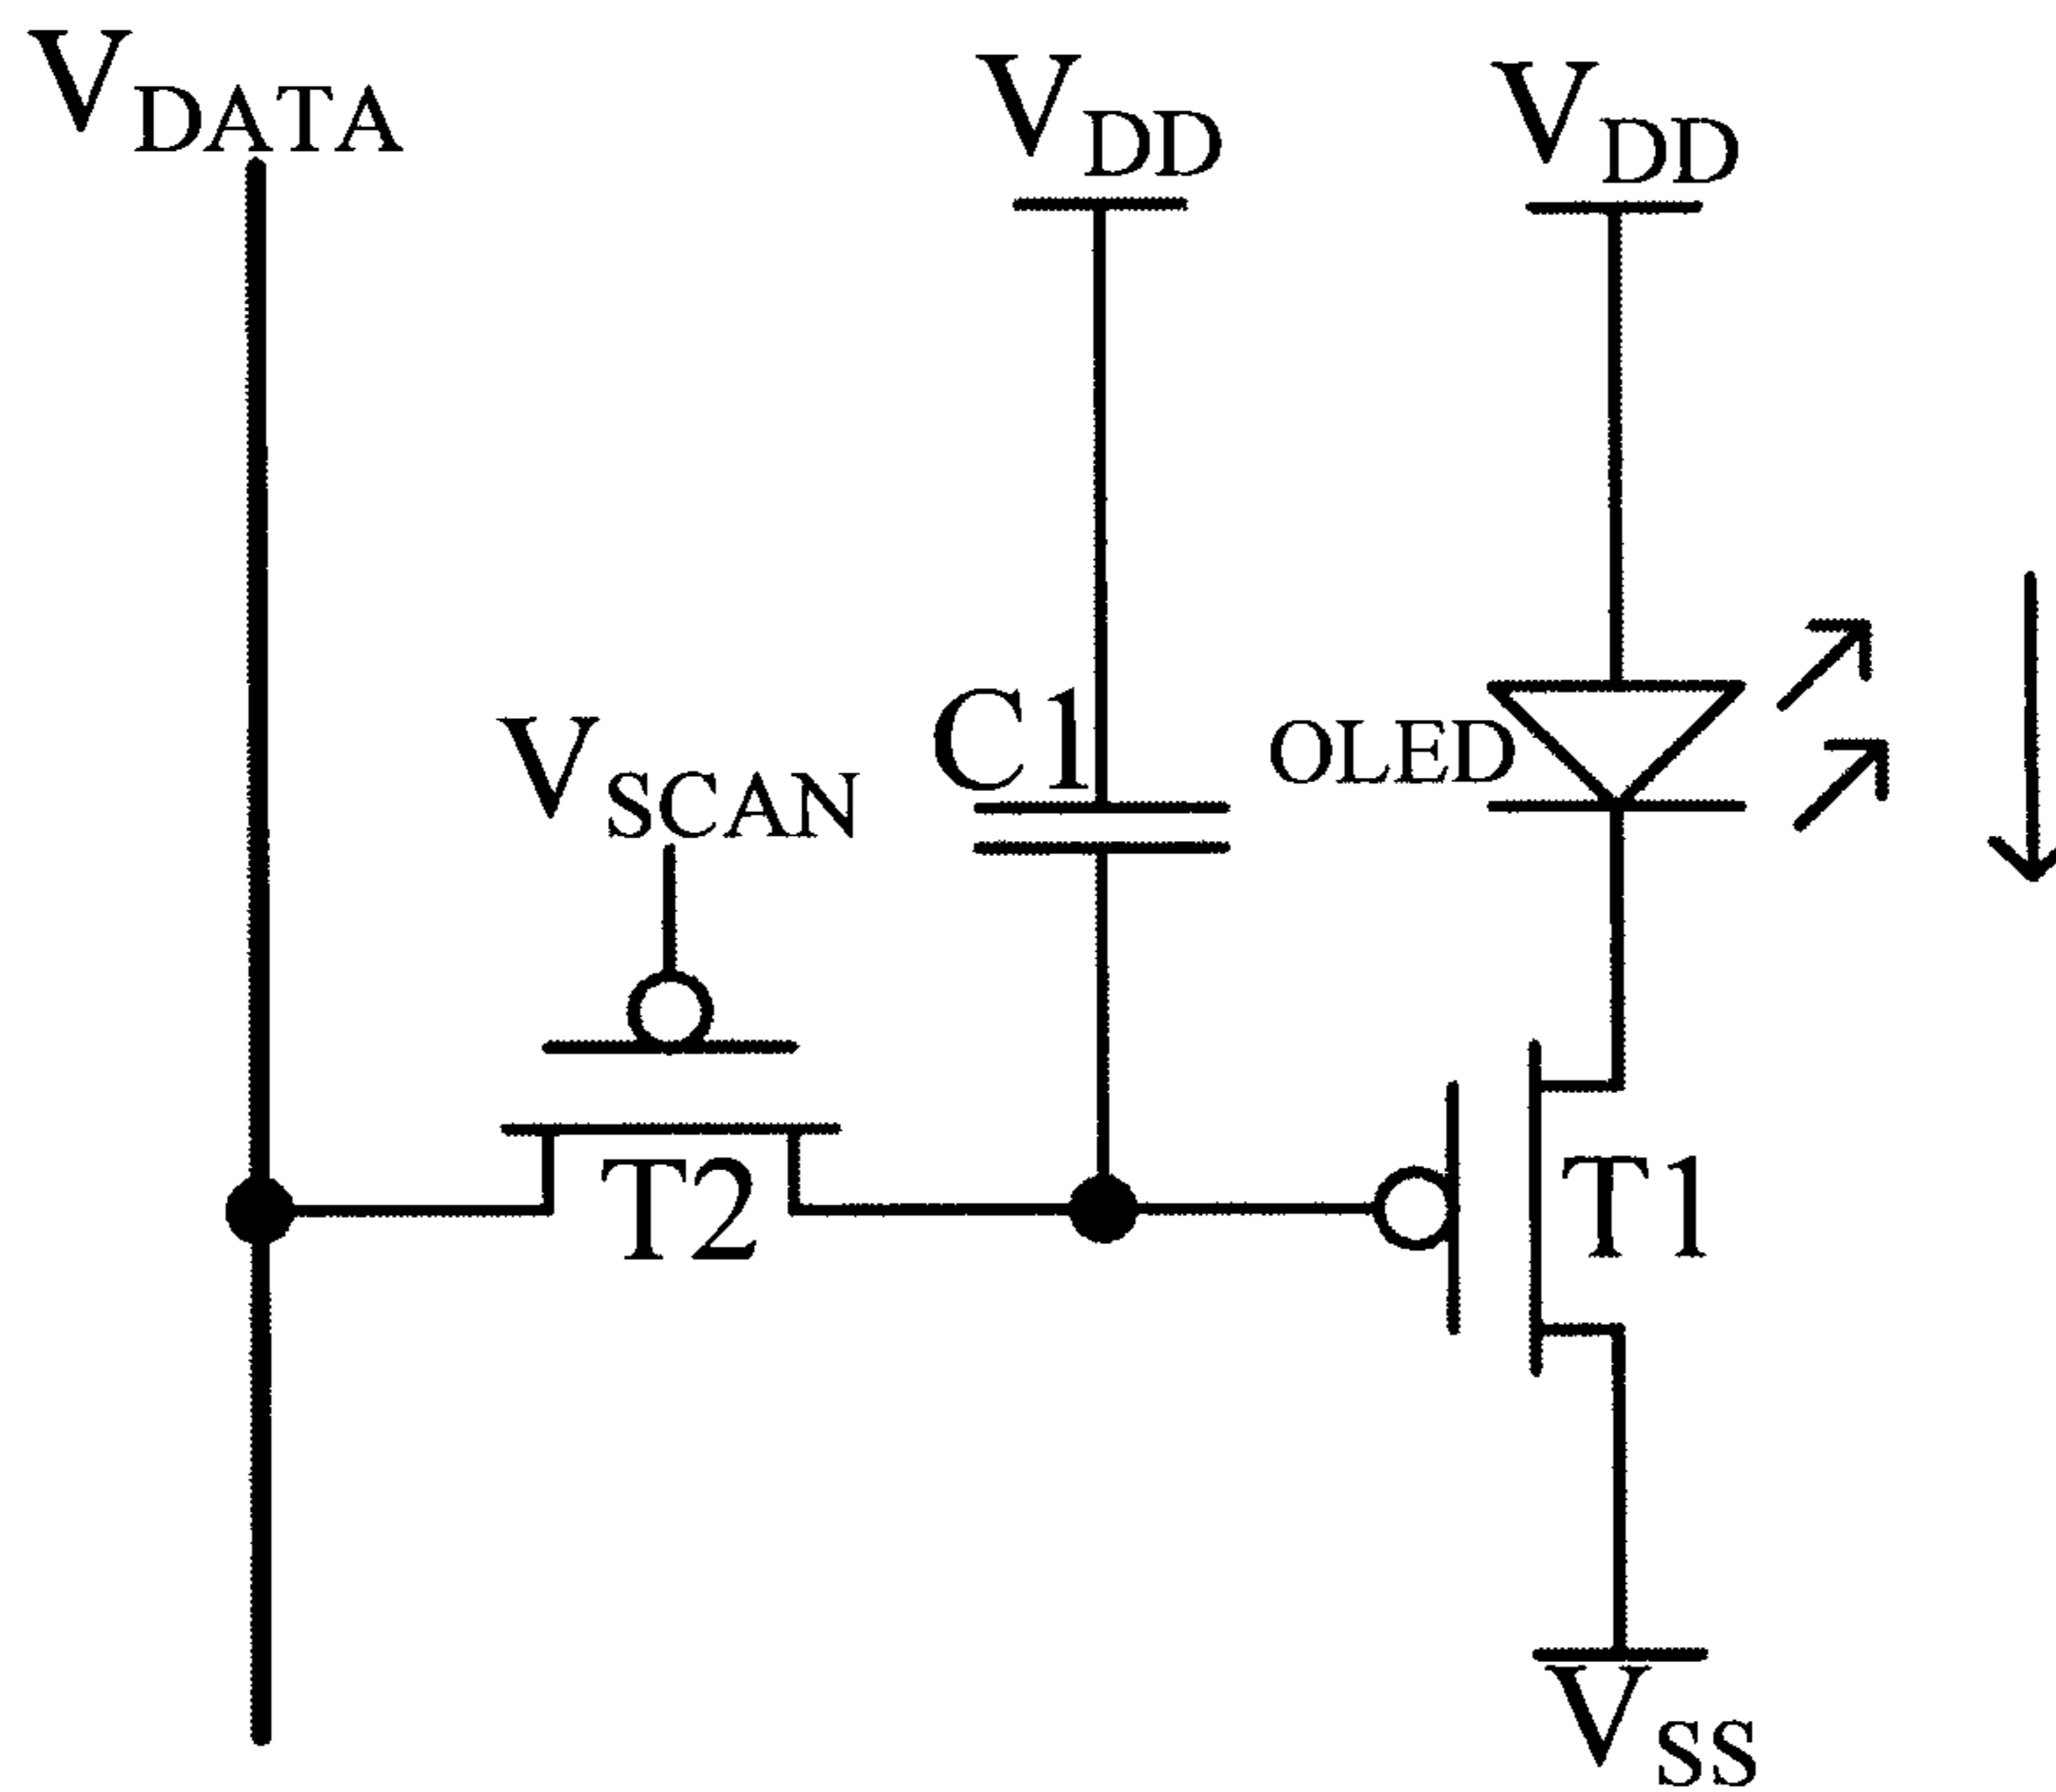 VDATA
VDD
VDD
VSCAN
C1
OLED
T2
T1
VSS